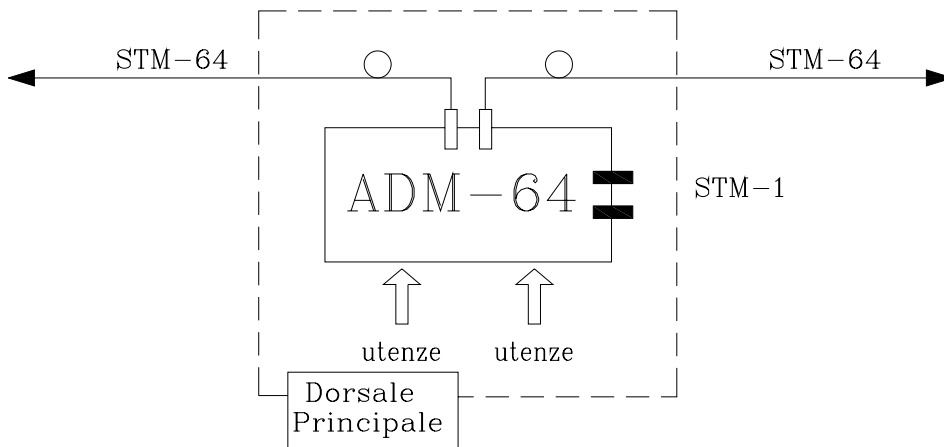 STM-64
STM-64
ADM-64
STM-1
utenze
utenze
Dorsale
Principale